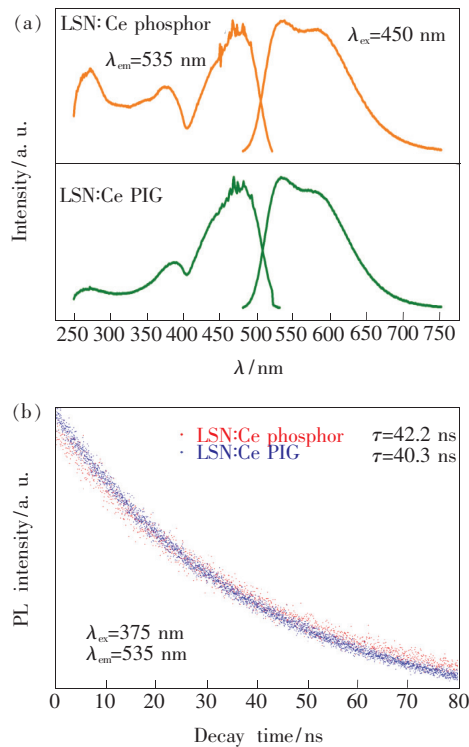 (a)
LSN:Ce phosphor
λem=535 nm
λex=450 nm
LSN:Ce PIG
Intensity/a. u.
250 300 350 400 450 500 550 600 650 700 750
λ/nm
(b)
LSN:Ce phosphor τ=42.2 ns
LSN:Ce PIG τ=40.3 ns
PL intensity/a. u.
λex=375 nm
λem=535 nm
0 10 20 30 40 50 60 70 80
Decay time/ns